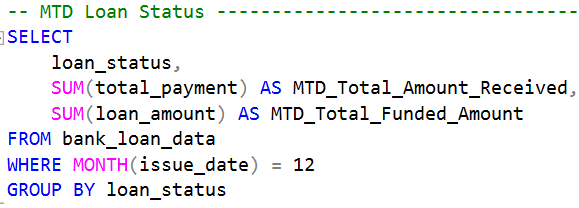 -- MTD Loan Status ---------------------------------
SELECT
    loan_status,
    SUM(total_payment) AS MTD_Total_Amount_Received,
    SUM(loan_amount) AS MTD_Total_Funded_Amount
FROM bank_loan_data
WHERE MONTH(issue_date) = 12
GROUP BY loan_status